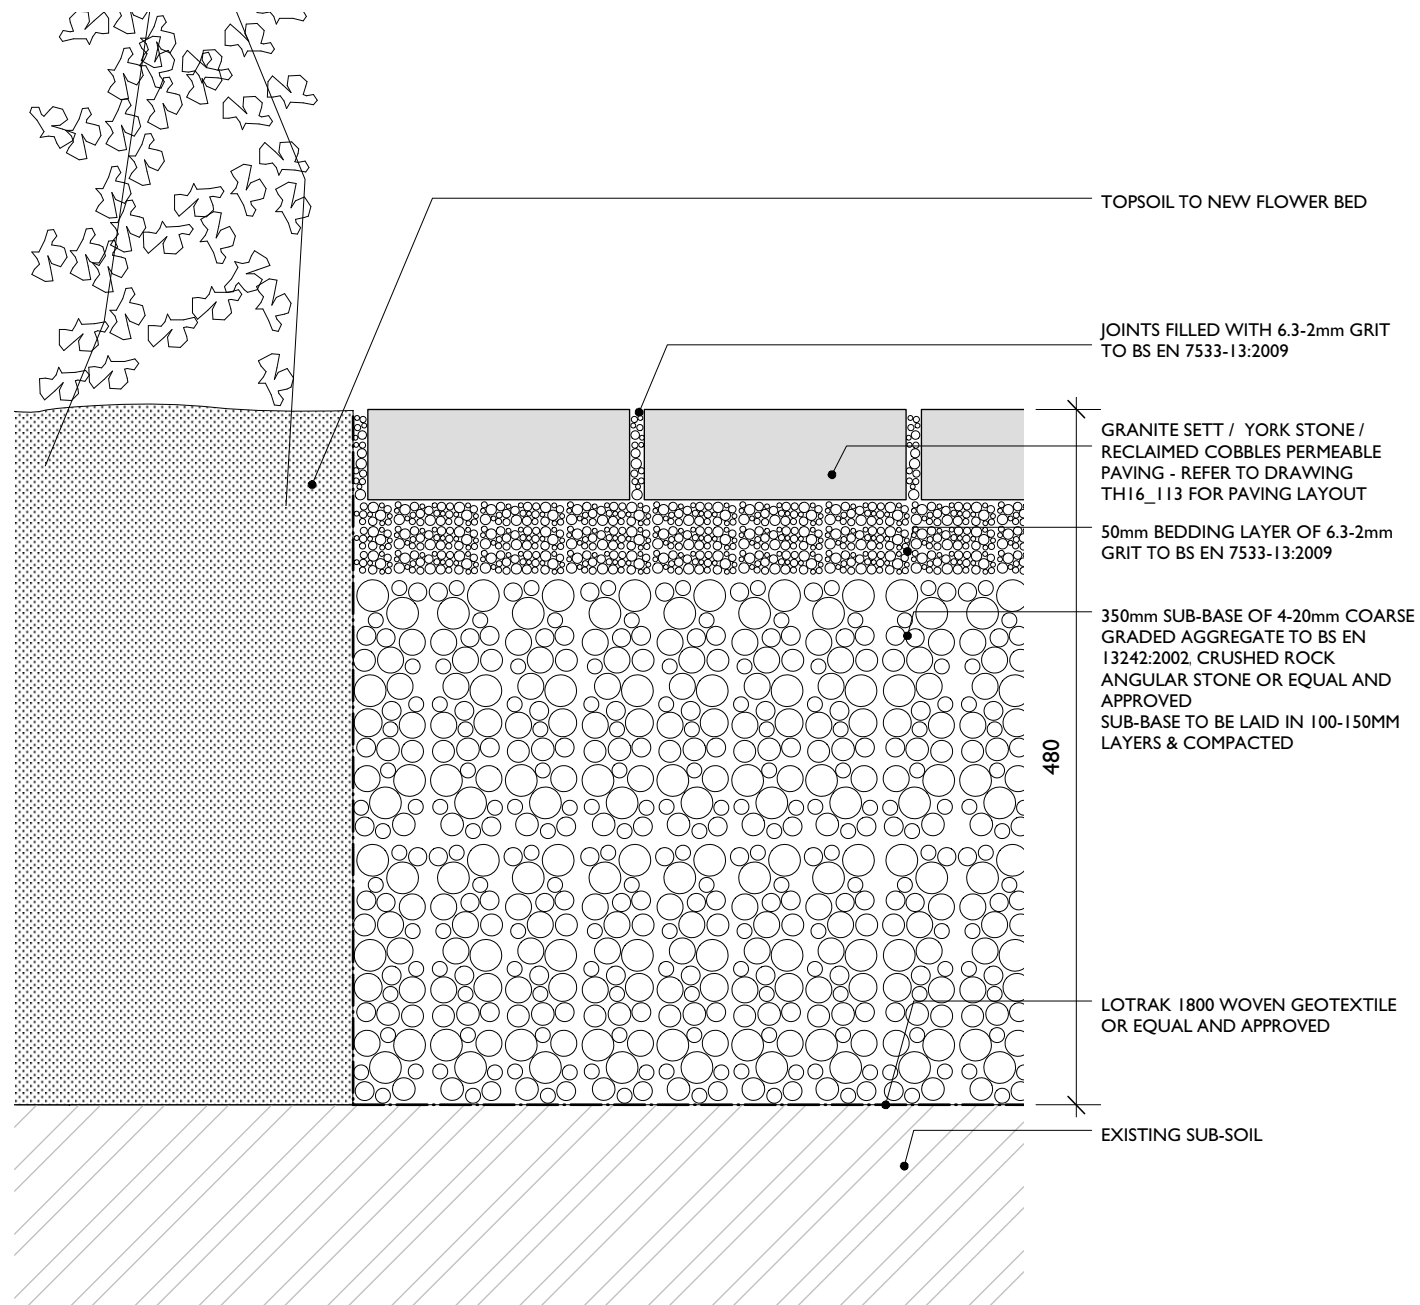 TOPSOIL TO NEW FLOWER BED
JOINTS FILLED WITH 6.3-2mm GRIT
TO BS EN 7533-13:2009
GRANITE SETT / YORK STONE /
RECLAIMED COBBLES PERMEABLE
PAVING - REFER TO DRAWING
TH16_113 FOR PAVING LAYOUT
50mm BEDDING LAYER OF 6.3-2mm
GRIT TO BS EN 7533-13:2009
350mm SUB-BASE OF 4-20mm COARSE
GRADED AGGREGATE TO BS EN
13242:2002, CRUSHED ROCK
ANGULAR STONE OR EQUAL AND
APPROVED
SUB-BASE TO BE LAID IN 100-150MM
LAYERS & COMPACTED
480
LOTRAK 1800 WOVEN GEOTEXTILE
OR EQUAL AND APPROVED
EXISTING SUB-SOIL